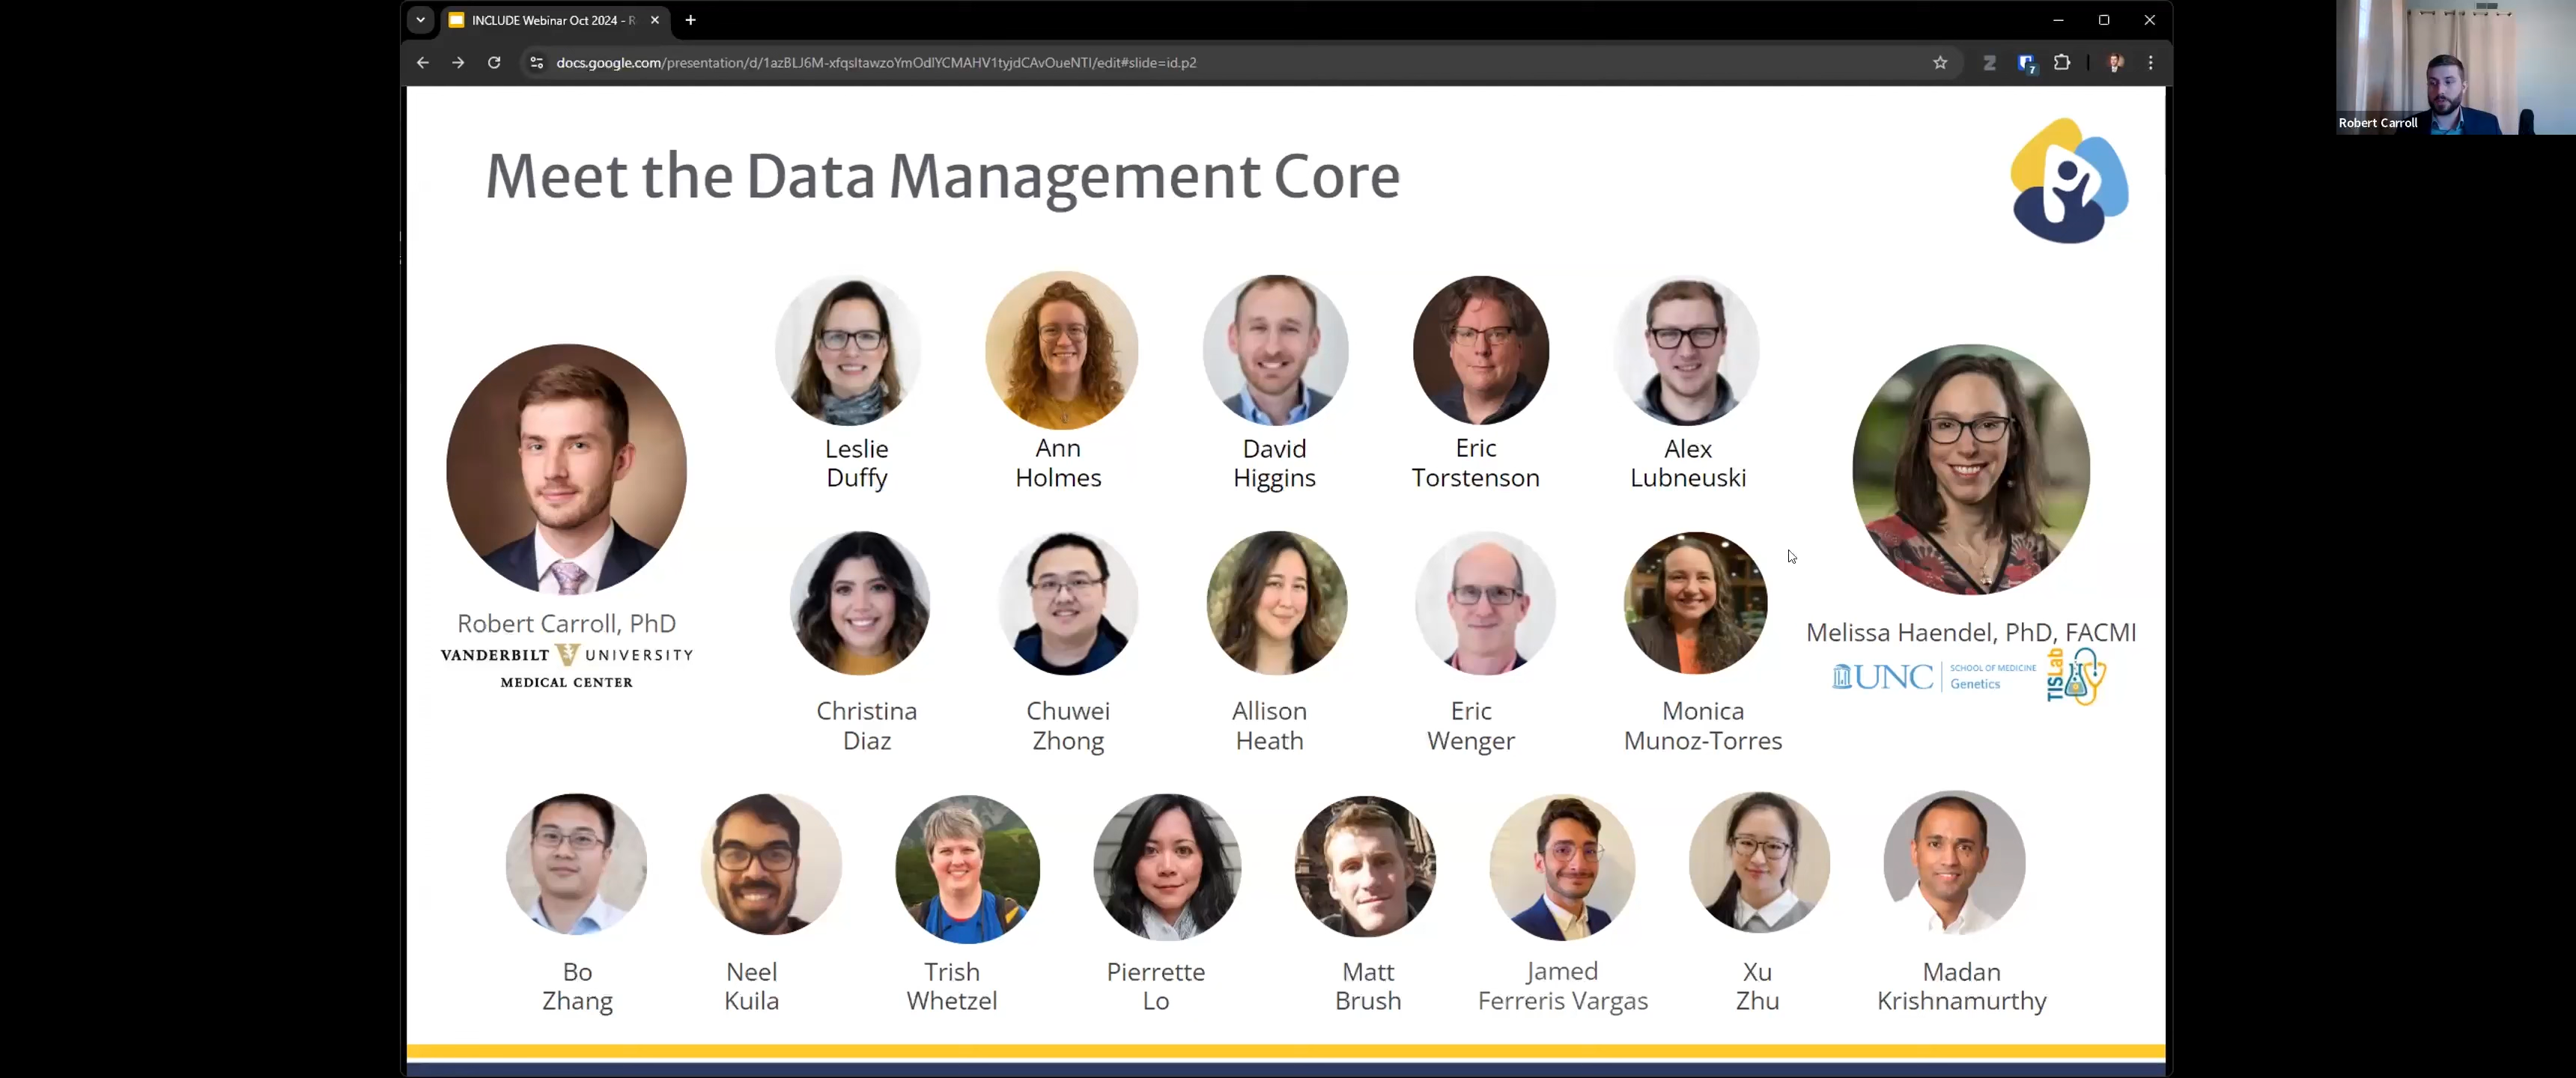 INCLUDE Webinar Oct 2024 - R
docs.google.com/presentation/d/1azBLJ6M-xfqsItawzoYmOdlYCMAHV1tyjdCAvOueNTI/edit#slide=id.p2
7
Robert Carroll
Meet the Data Management Core
Leslie
Duffy
Ann
Holmes
David
Higgins
Eric
Torstenson
Alex
Lubneuski
Robert Carroll, PhD
VANDERBILT UNIVERSITY
MEDICAL CENTER
Melissa Haendel, PhD, FACMI
UNC
SCHOOL OF MEDICINE
Genetics
TISLab
Christina
Diaz
Chuwei
Zhong
Allison
Heath
Eric
Wenger
Monica
Munoz-Torres
Bo
Zhang
Neel
Kuila
Trish
Whetzel
Pierrette
Lo
Matt
Brush
Jamed
Ferreris Vargas
Xu
Zhu
Madan
Krishnamurthy